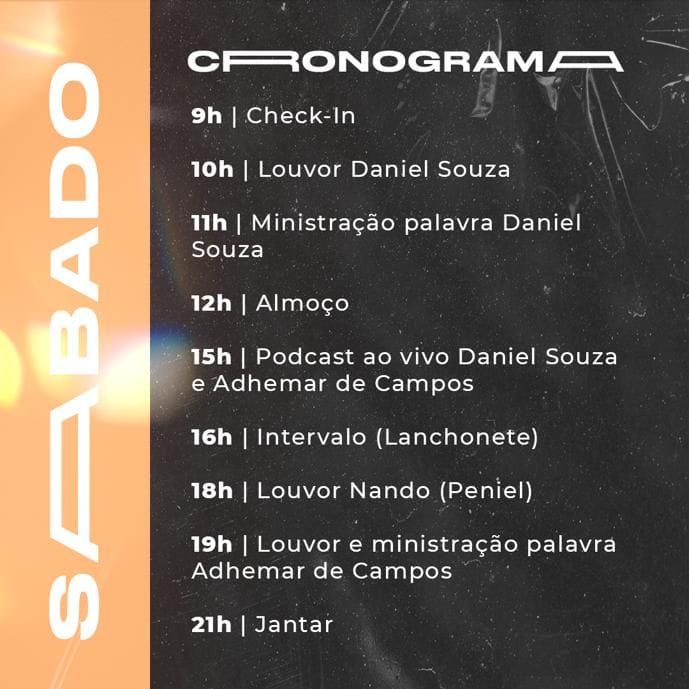 SABADO
CRONOGRAMA
9h | Check-In
10h | Louvor Daniel Souza
11h | Ministração palavra Daniel
Souza
12h | Almoço
15h | Podcast ao vivo Daniel Souza
e Adhemar de Campos
16h | Intervalo (Lanchonete)
18h | Louvor Nando (Peniel)
19h | Louvor e ministração palavra
Adhemar de Campos
21h | Jantar